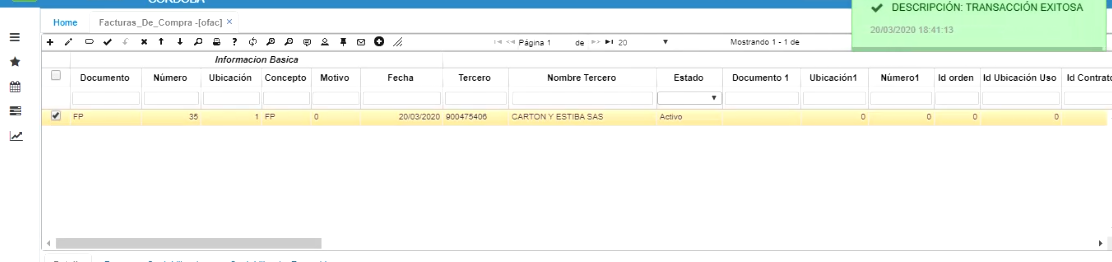 CÓRDOBA
DESCRIPCIÓN: TRANSACCIÓN EXITOSA
20/03/2020 18:41:13
Home Facturas_De_Compra -[ofac] ×
Página 1 de 20 Mostrando 1 - 1 de
Informacion Basica
Documento Número Ubicación Concepto Motivo Fecha Tercero Nombre Tercero Estado Documento 1 Ubicación1 Número1 Id orden Id Ubicación Uso Id Contrato
FP 35 1 FP 0 20/03/2020 900475406 CARTON Y ESTIBA SAS Activo 0 0 0 0